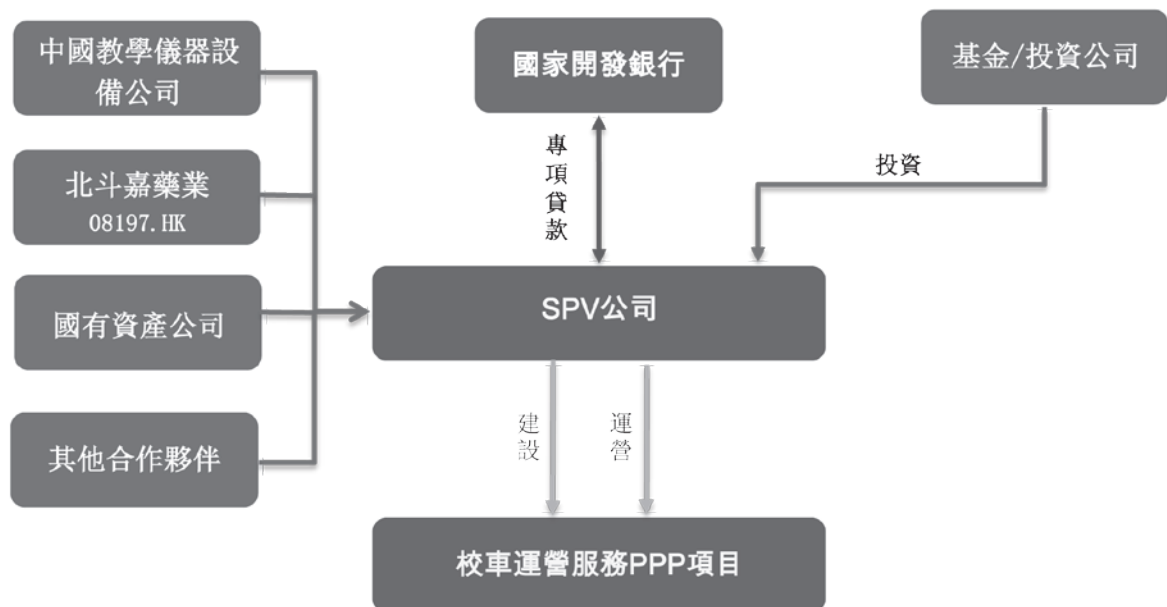 中國教學儀器設
備公司
北斗嘉藥業
08197.HK
國有資產公司
其他合作夥伴
國家開發銀行
基金/投資公司
專項貸款
投資
SPV公司
建設
運營
校車運營服務PPP項目